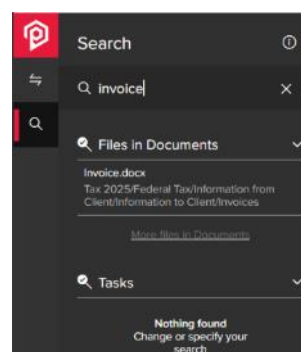 Search
invoice
Files in Documents
Invoice.docx
Tax 2025/Federal Tax/Information from
Client/Information to Client/Invoices
More files in Documents
Tasks
Nothing found
Change or specify your
search